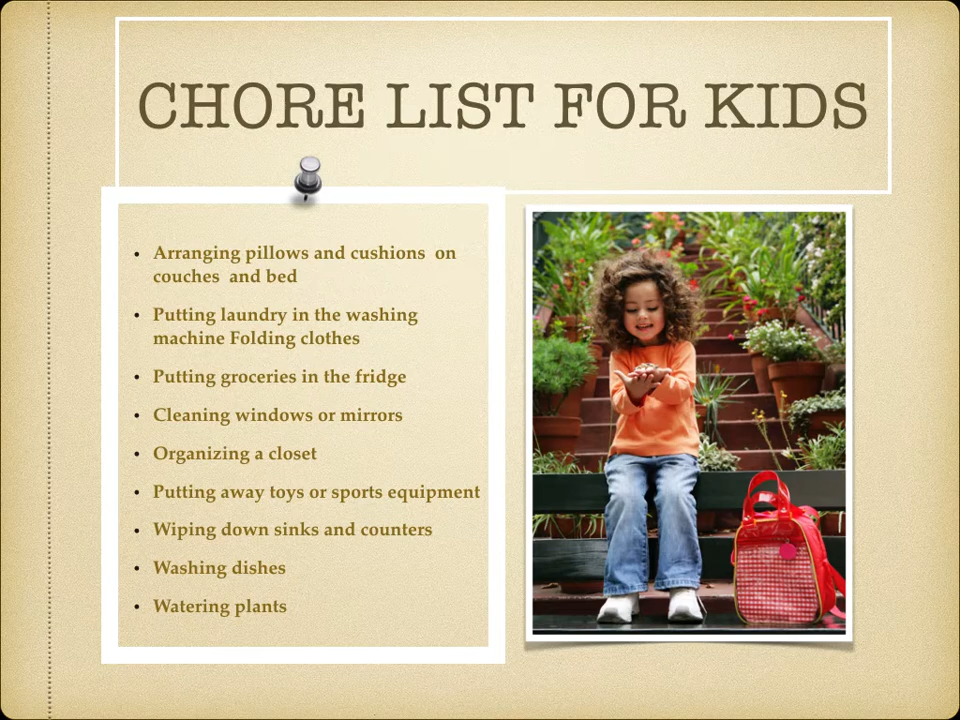 CHORE LIST FOR KIDS
• Arranging pillows and cushions  on
couches  and bed
• Putting laundry in the washing
machine Folding clothes
• Putting groceries in the fridge
• Cleaning windows or mirrors
• Organizing a closet
• Putting away toys or sports equipment
• Wiping down sinks and counters
• Washing dishes
• Watering plants